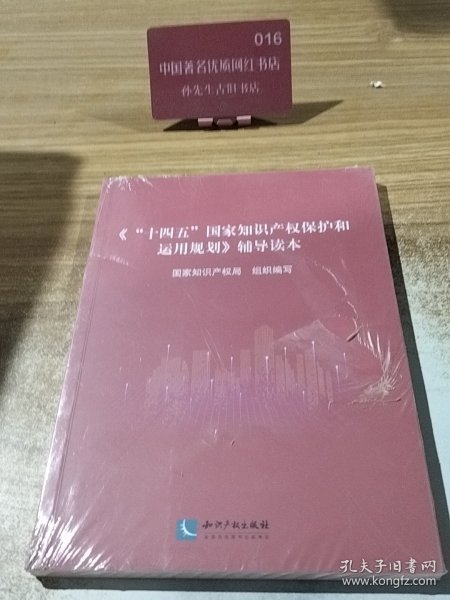 016
中国著名优质网红书店
孙先生古旧书店
《“十四五”国家知识产权保护和
运用规划》辅导读本
国家知识产权局 组织编写
知识产权出版社
孔夫子旧书网
www.kongfz.com